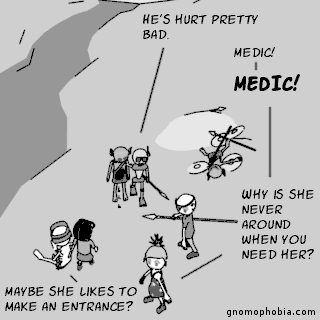 HE'S HURT PRETTY
BAD.
MEDIC!
MEDIC!
WHY IS SHE
NEVER
AROUND
WHEN YOU
NEED HER?
MAYBE SHE LIKES TO
MAKE AN ENTRANCE?
gnomophobia.com